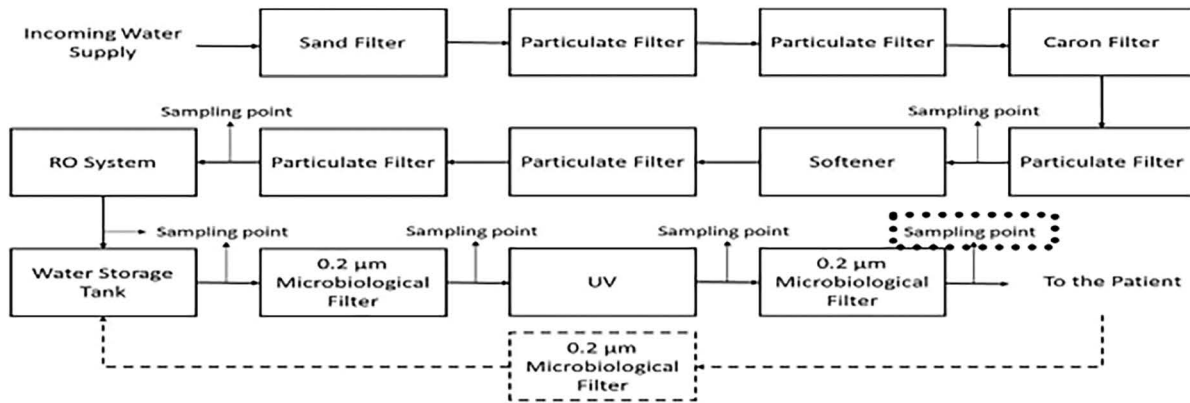 Incoming Water
Supply
Sand Filter
Particulate Filter
Particulate Filter
Caron Filter
Sampling point
Sampling point
RO System
Particulate Filter
Particulate Filter
Softener
Particulate Filter
Sampling point
Sampling point
Sampling point
Sampling point
Sampling point
Water Storage
Tank
0.2 µm
Microbiological
Filter
UV
0.2 µm
Microbiological
Filter
To the Patient
0.2 µm
Microbiological
Filter